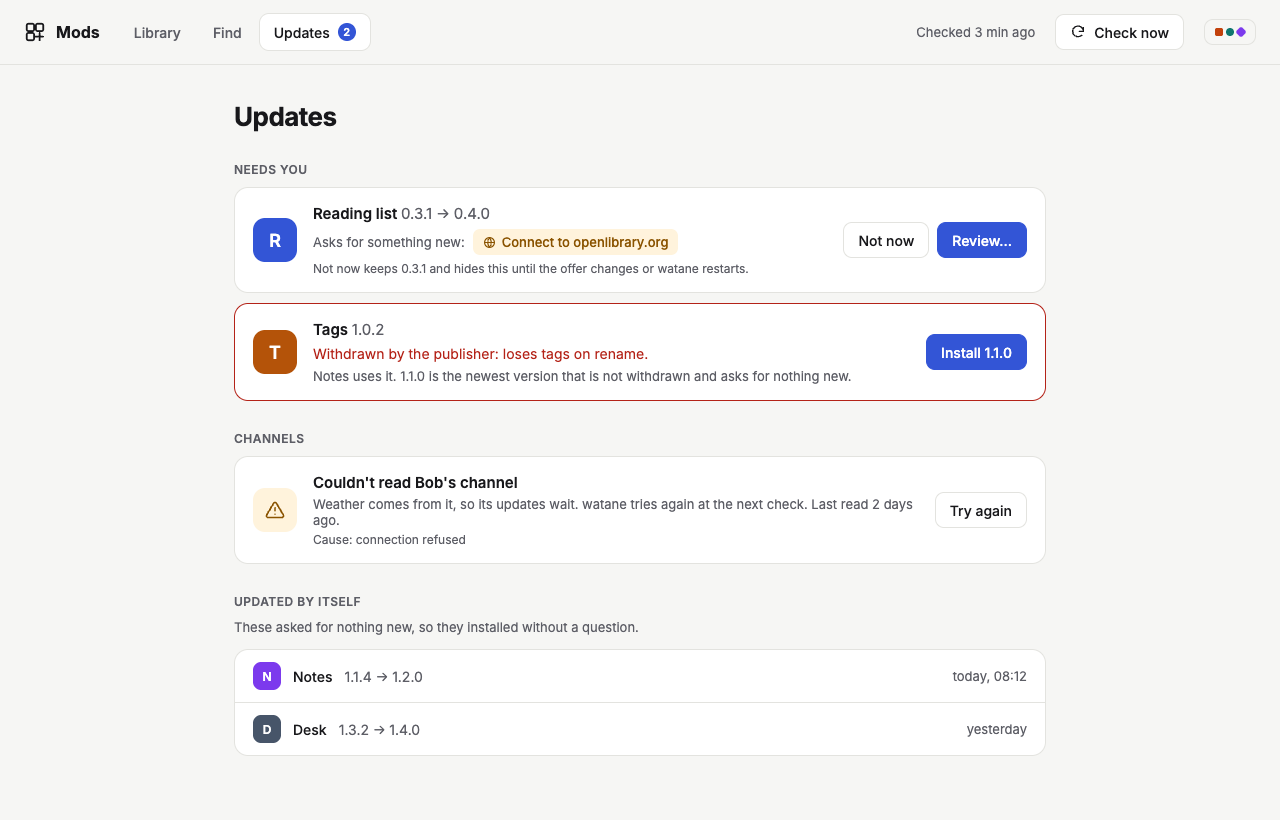 Mods
Library
Find
Updates 2
Checked 3 min ago
Check now
Updates
NEEDS YOU
R
Reading list 0.3.1 → 0.4.0
Asks for something new: Connect to openlibrary.org
Not now keeps 0.3.1 and hides this until the offer changes or watane restarts.
Not now
Review...
T
Tags 1.0.2
Withdrawn by the publisher: loses tags on rename.
Notes uses it. 1.1.0 is the newest version that is not withdrawn and asks for nothing new.
Install 1.1.0
CHANNELS
Couldn't read Bob's channel
Weather comes from it, so its updates wait. watane tries again at the next check. Last read 2 days
ago.
Cause: connection refused
Try again
UPDATED BY ITSELF
These asked for nothing new, so they installed without a question.
N
Notes 1.1.4 → 1.2.0
today, 08:12
D
Desk 1.3.2 → 1.4.0
yesterday